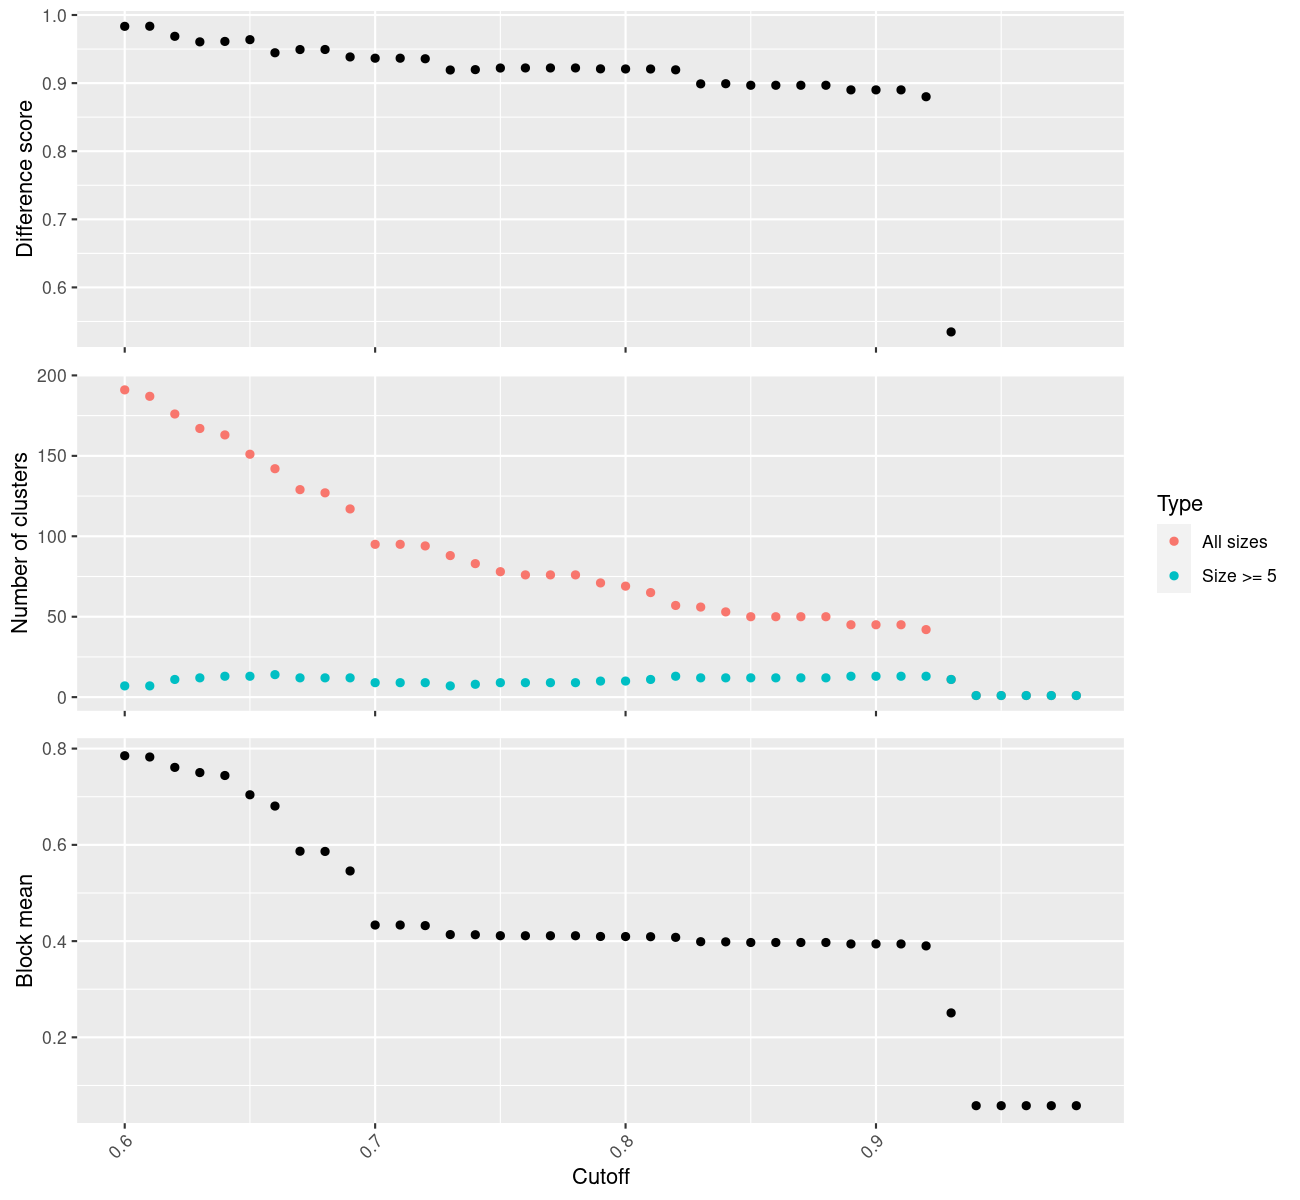 1.0
0.9
0.8
0.7
0.6
Difference score
200
150
100
50
0
Number of clusters
Type
All sizes
Size >= 5
0.8
0.6
0.4
0.2
Block mean
0.6 0.7 0.8 0.9
Cutoff